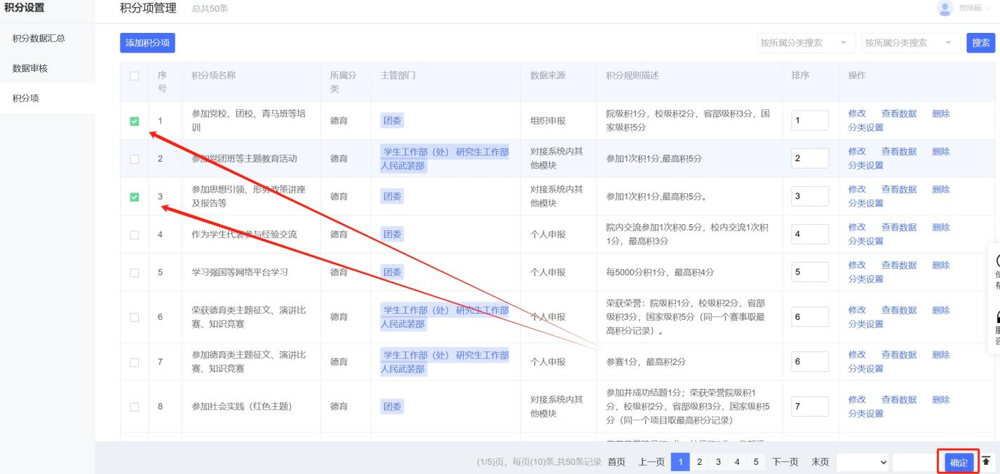 积分设置
积分数据汇总
数据审核
积分项
积分项管理 总共50条
贺扬杨
添加积分项
按所属分类搜索 按所属分类搜索 搜索
序号 积分项名称 所属分类 主管部门 数据来源 积分规则描述 排序 操作
1 参加党校、团校、青马班等培训 德育 团委 组织申报 院级积1分，校级积2分，省部级积3分，国家级积5分 1 修改 查看数据 删除 分类设置
2 参加党团班等主题教育活动 德育 学生工作部（处） 研究生工作部 人民武装部 对接系统内其他模块 参加1次积1分,最高积5分 2 修改 查看数据 删除 分类设置
3 参加思想引领、形势政策讲座及报告等 德育 团委 对接系统内其他模块 参加1次积1分,最高积5分。 3 修改 查看数据 删除 分类设置
4 作为学生代表参与经验交流 德育 团委 个人申报 院内交流参加1次积0.5分，校内交流1次积1分，最高积3分 4 修改 查看数据 删除 分类设置
5 学习强国等网络平台学习 德育 团委 个人申报 每5000分积1分，最高积4分 5 修改 查看数据 删除 分类设置
6 荣获德育类主题征文、演讲比赛、知识竞赛 德育 学生工作部（处） 研究生工作部 人民武装部 个人申报 荣获荣誉：院级积1分，校级积2分，省部级积3分，国家级积5分（同一个赛事取最高积分记录）。 6 修改 查看数据 删除 分类设置
7 参加德育类主题征文、演讲比赛、知识竞赛 德育 学生工作部（处） 研究生工作部 人民武装部 个人申报 参赛1分，最高积2分 6 修改 查看数据 删除 分类设置
8 参加社会实践（红色主题） 德育 团委 对接系统内其他模块 参加并成功结题1分；荣获荣誉院级积1分，校级积2分，省部级积3分，国家级积5分（同一个项目取最高积分记录） 7 修改 查看数据 删除 分类设置
(1/5)页，每页(10)条,共50条记录 首页 上一页 1 2 3 4 5 下一页 末页 确定